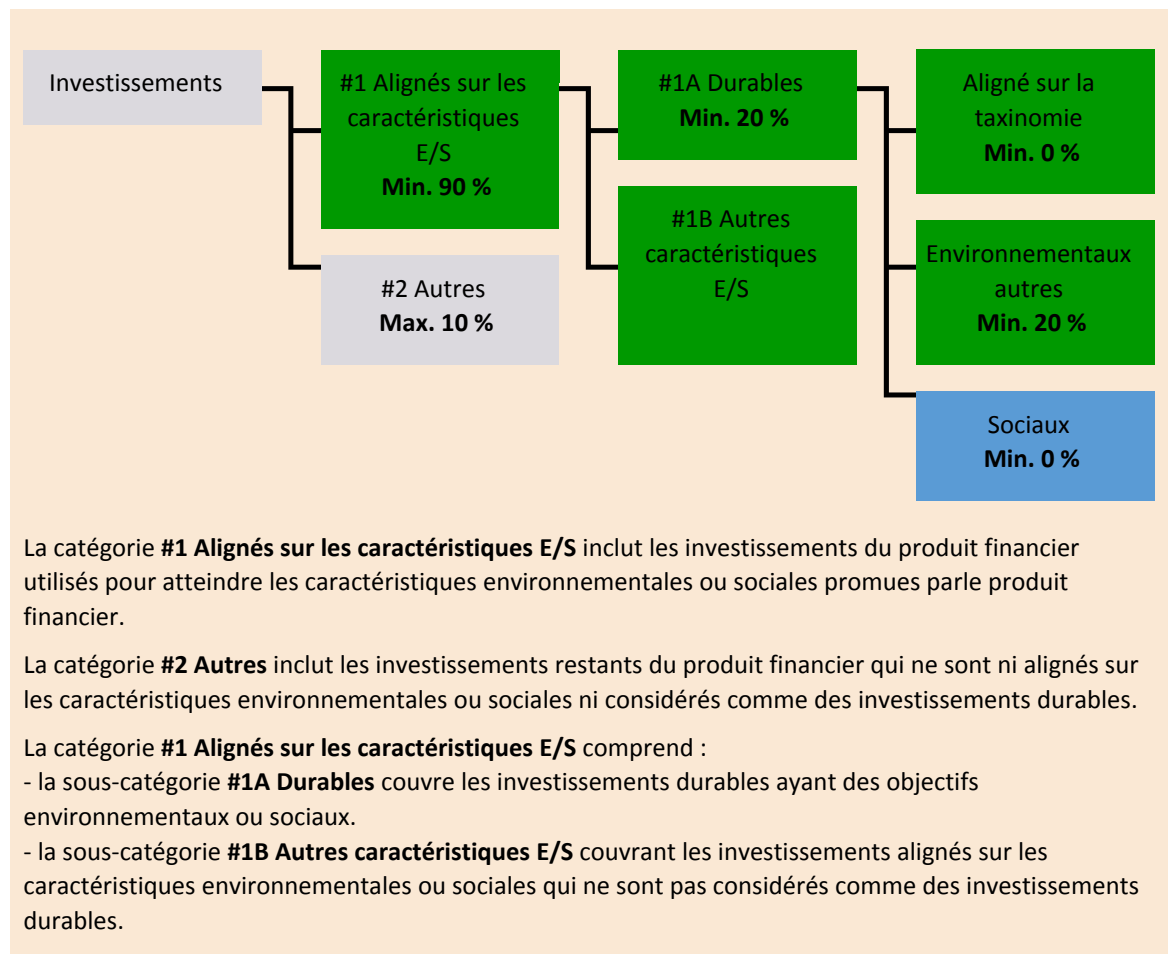 Investissements
#1 Alignés sur les
caractéristiques
E/S
Min. 90 %
#2 Autres
Max. 10 %
#1A Durables
Min. 20 %
#1B Autres
caractéristiques
E/S
Aligné sur la
taxinomie
Min. 0 %
Environnementaux
autres
Min. 20 %
Sociaux
Min. 0 %
La catégorie #1 Alignés sur les caractéristiques E/S inclut les investissements du produit financier
utilisés pour atteindre les caractéristiques environnementales ou sociales promues parle produit
financier.
La catégorie #2 Autres inclut les investissements restants du produit financier qui ne sont ni alignés sur
les caractéristiques environnementales ou sociales ni considérés comme des investissements durables.
La catégorie #1 Alignés sur les caractéristiques E/S comprend :
- la sous-catégorie #1A Durables couvre les investissements durables ayant des objectifs
environnementaux ou sociaux.
- la sous-catégorie #1B Autres caractéristiques E/S couvrant les investissements alignés sur les
caractéristiques environnementales ou sociales qui ne sont pas considérés comme des investissements
durables.